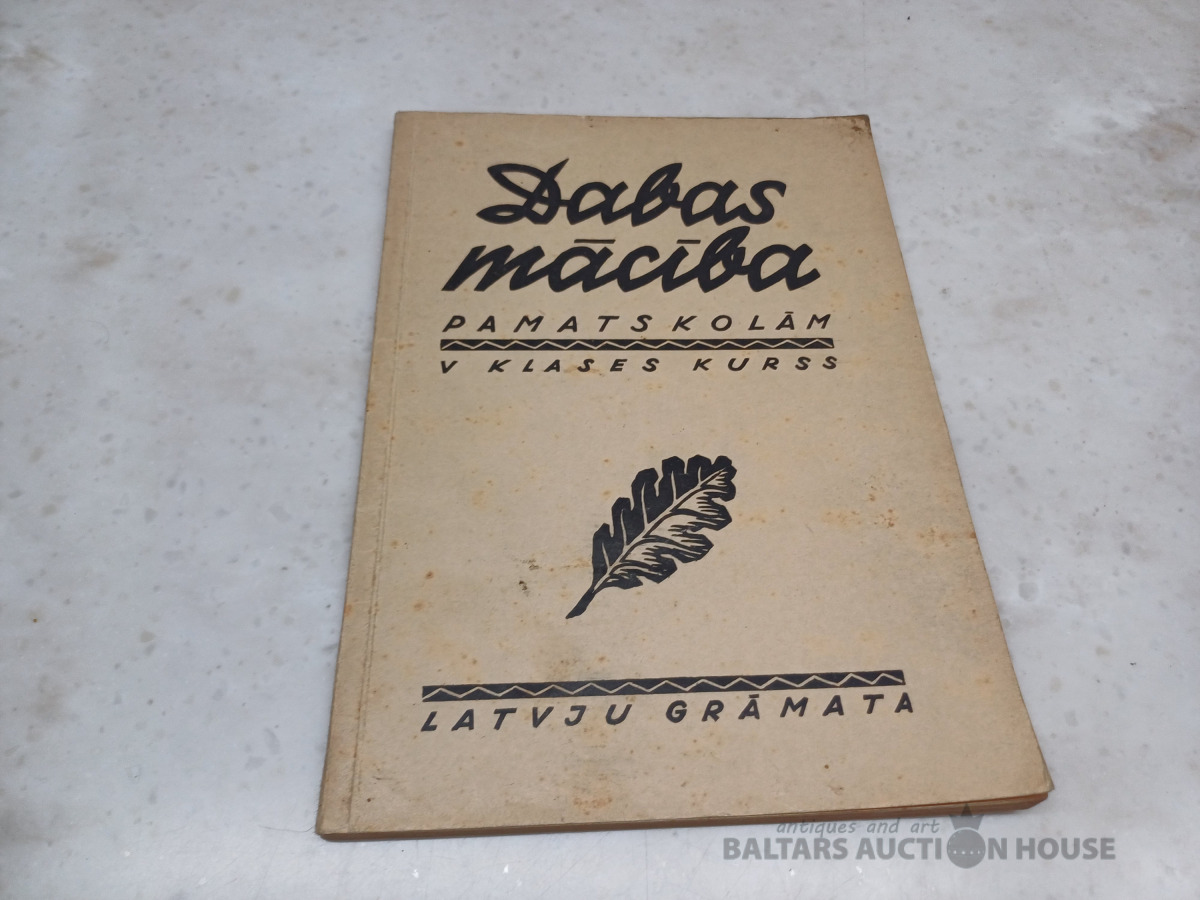 Dabas
mācība
PAMATSKOLĀM
V KLASES KURSS
LATVJU GRĀMATA
antiques and art
BALTARS AUCTION HOUSE